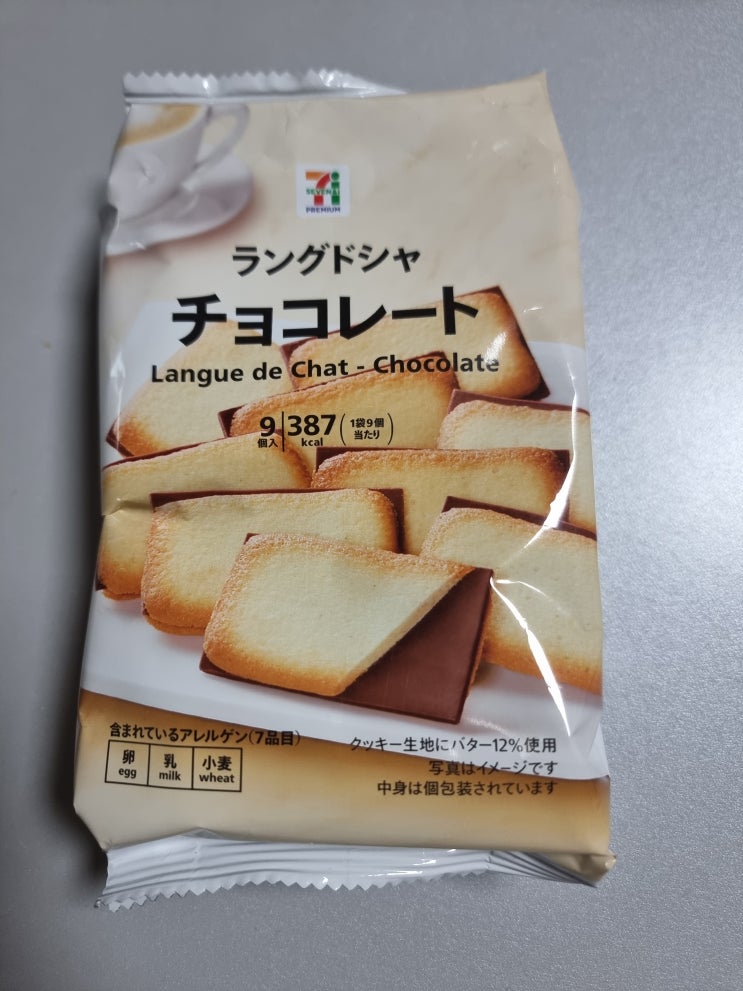 SEVEN&i
PREMIUM
ラングドシャ
チョコレート
Langue de Chat - Chocolate
9個入 387kcal (1袋9個当たり)
含まれているアレルゲン(7品目)
卵 乳 小麦
egg milk wheat
クッキー生地にバター12%使用
写真はイメージです
中身は個包装されています